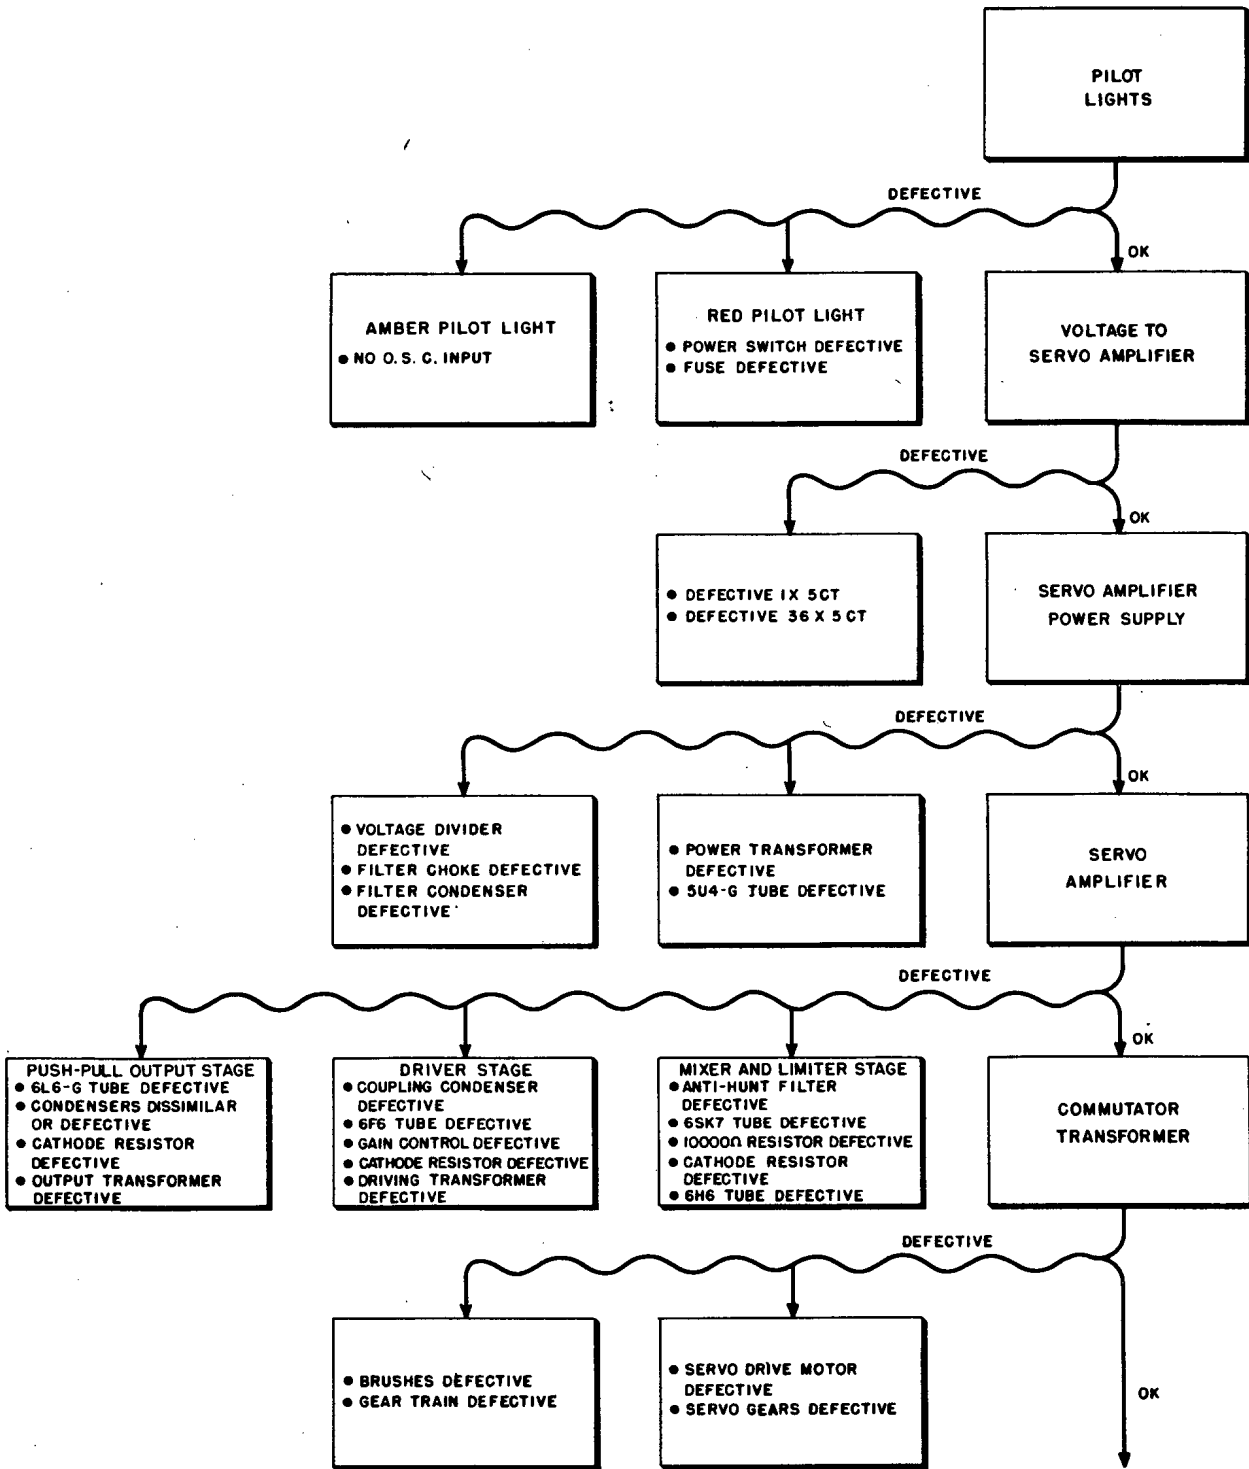 PILOT
LIGHTS
DEFECTIVE
OK
AMBER PILOT LIGHT
● NO O. S. C. INPUT
RED PILOT LIGHT
● POWER SWITCH DEFECTIVE
● FUSE DEFECTIVE
VOLTAGE TO
SERVO AMPLIFIER
DEFECTIVE
OK
● DEFECTIVE 1X 5CT
● DEFECTIVE 36 X 5 CT
SERVO AMPLIFIER
POWER SUPPLY
DEFECTIVE
OK
● VOLTAGE DIVIDER
DEFECTIVE
● FILTER CHOKE DEFECTIVE
● FILTER CONDENSER
DEFECTIVE
● POWER TRANSFORMER
DEFECTIVE
● 5U4-G TUBE DEFECTIVE
SERVO
AMPLIFIER
DEFECTIVE
OK
PUSH-PULL OUTPUT STAGE
● 6L6-G TUBE DEFECTIVE
● CONDENSERS DISSIMILAR
OR DEFECTIVE
● CATHODE RESISTOR
DEFECTIVE
● OUTPUT TRANSFORMER
DEFECTIVE
DRIVER STAGE
● COUPLING CONDENSER
DEFECTIVE
● 6F6 TUBE DEFECTIVE
● GAIN CONTROL DEFECTIVE
● CATHODE RESISTOR DEFECTIVE
● DRIVING TRANSFORMER
DEFECTIVE
MIXER AND LIMITER STAGE
● ANTI-HUNT FILTER
DEFECTIVE
● 6SK7 TUBE DEFECTIVE
● 10000Ω RESISTOR DEFECTIVE
● CATHODE RESISTOR
DEFECTIVE
● 6H6 TUBE DEFECTIVE
COMMUTATOR
TRANSFORMER
DEFECTIVE
● BRUSHES DEFECTIVE
● GEAR TRAIN DEFECTIVE
● SERVO DRIVE MOTOR
DEFECTIVE
● SERVO GEARS DEFECTIVE
OK